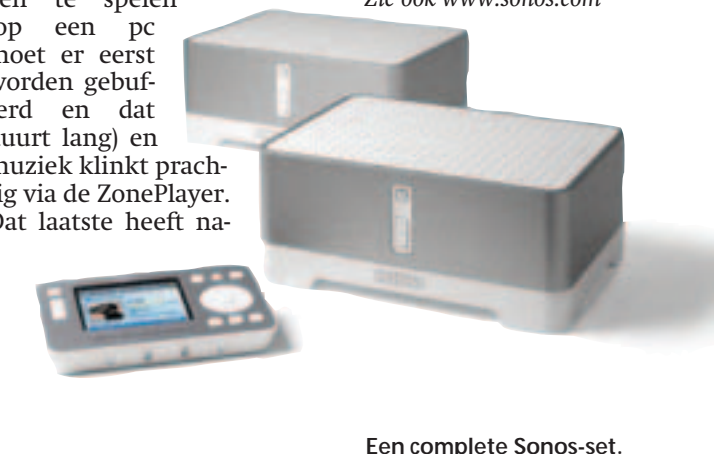 en te spelen
op een pc
moet er eerst
worden gebuf-
erd en dat
uurt lang) en
muziek klinkt prach-
ig via de ZonePlayer.
Dat laatste heeft na-
Zie ook www.sonos.com
Een complete Sonos-set.